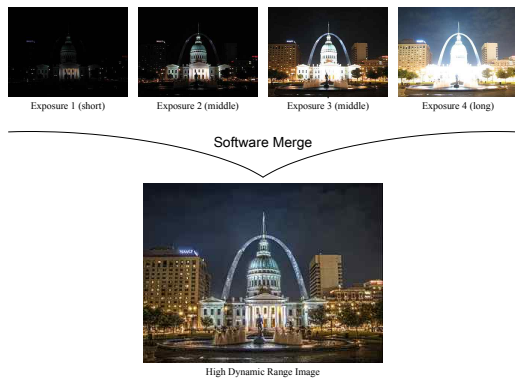 Exposure 1 (short)
Exposure 2 (middle)
Exposure 3 (middle)
Exposure 4 (long)
Software Merge
High Dynamic Range Image